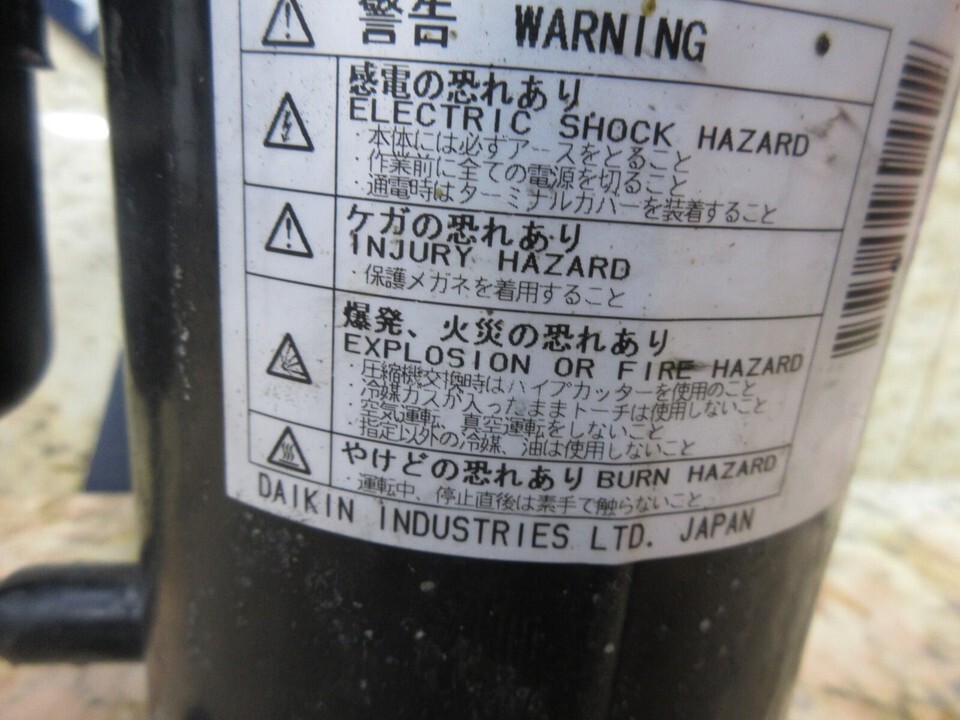 警告 WARNING
感電の恐れあり
ELECTRIC SHOCK HAZARD
・本体には必ずアースをとること
・作業前に全ての電源を切ること
・通電時はターミナルカバーを装着すること
ケガの恐れあり
INJURY HAZARD
・保護メガネを着用すること
爆発、火災の恐れあり
EXPLOSION OR FIRE HAZARD
・圧縮機交換時はパイプカッターを使用のこと
・冷媒ガスが入ったままトーチは使用しないこと
・空気運転、真空運転をしないこと
・指定以外の冷媒、油は使用しないこと
やけどの恐れあり BURN HAZARD
・運転中、停止直後は素手で触らないこと
DAIKIN INDUSTRIES LTD. JAPAN